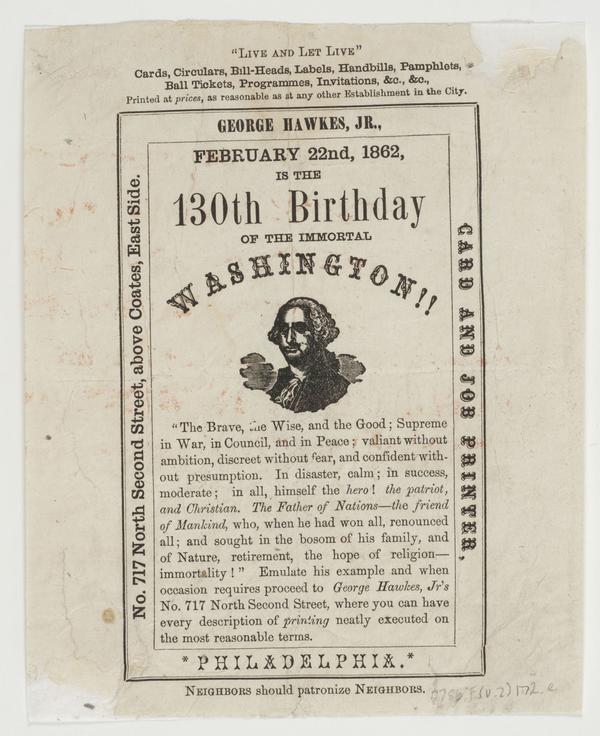 "LIVE AND LET LIVE"
Cards, Circulars, Bill-Heads, Labels, Handbills, Pamphlets,
Ball Tickets, Programmes, Invitations, &c., &c.,
Printed at prices, as reasonable as at any other Establishment in the City.
GEORGE HAWKES, JR.,
No. 717 North Second Street, above Coates, East Side.
CARD AND JOB PRINTER,
FEBRUARY 22nd, 1862,
IS THE
130th Birthday
OF THE IMMORTAL
WASHINGTON!!
"The Brave, the Wise, and the Good; Supreme
in War, in Council, and in Peace; valiant without
ambition, discreet without fear, and confident with-
out presumption. In disaster, calm; in success,
moderate; in all, himself the hero! the patriot,
and Christian. The Father of Nations—the friend
of Mankind, who, when he had won all, renounced
all; and sought in the bosom of his family, and
of Nature, retirement, the hope of religion—
immortality!" Emulate his example and when
occasion requires proceed to George Hawkes, Jr's
No. 717 North Second Street, where you can have
every description of printing neatly executed on
the most reasonable terms.
*PHILADELPHIA.*
NEIGHBORS should patronize NEIGHBORS.